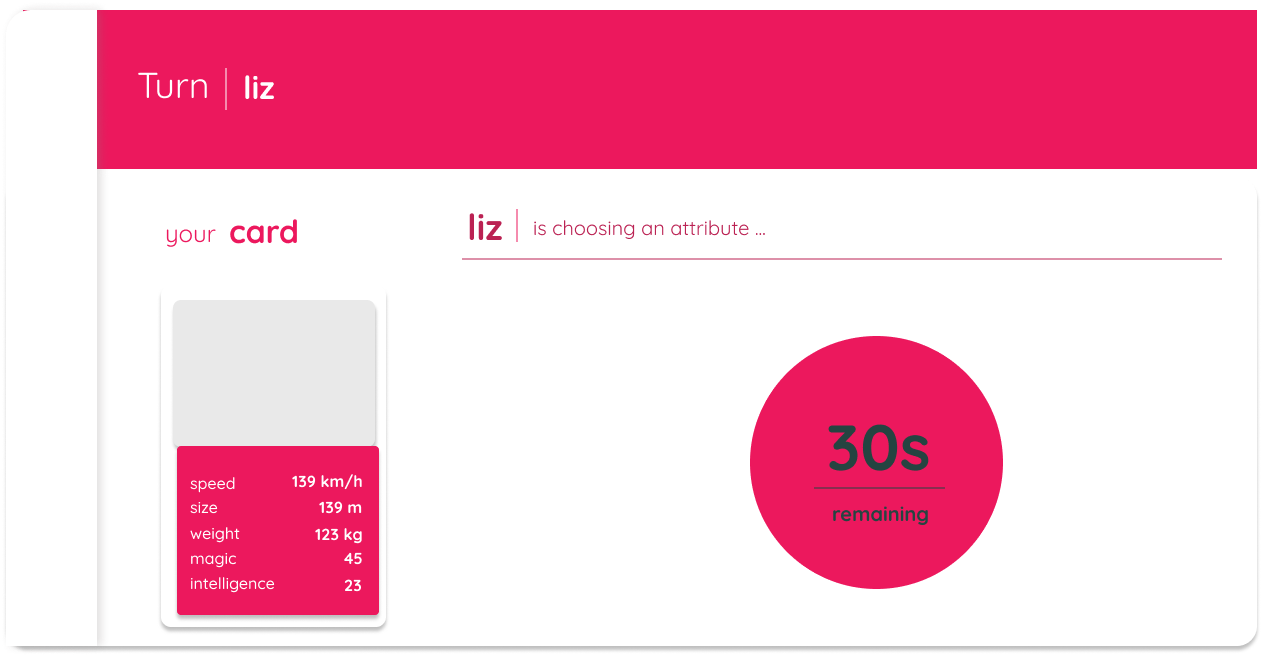 Turn | liz
your card
liz | is choosing an attribute ...
speed 139 km/h
size 139 m
weight 123 kg
magic 45
intelligence 23
30s
remaining